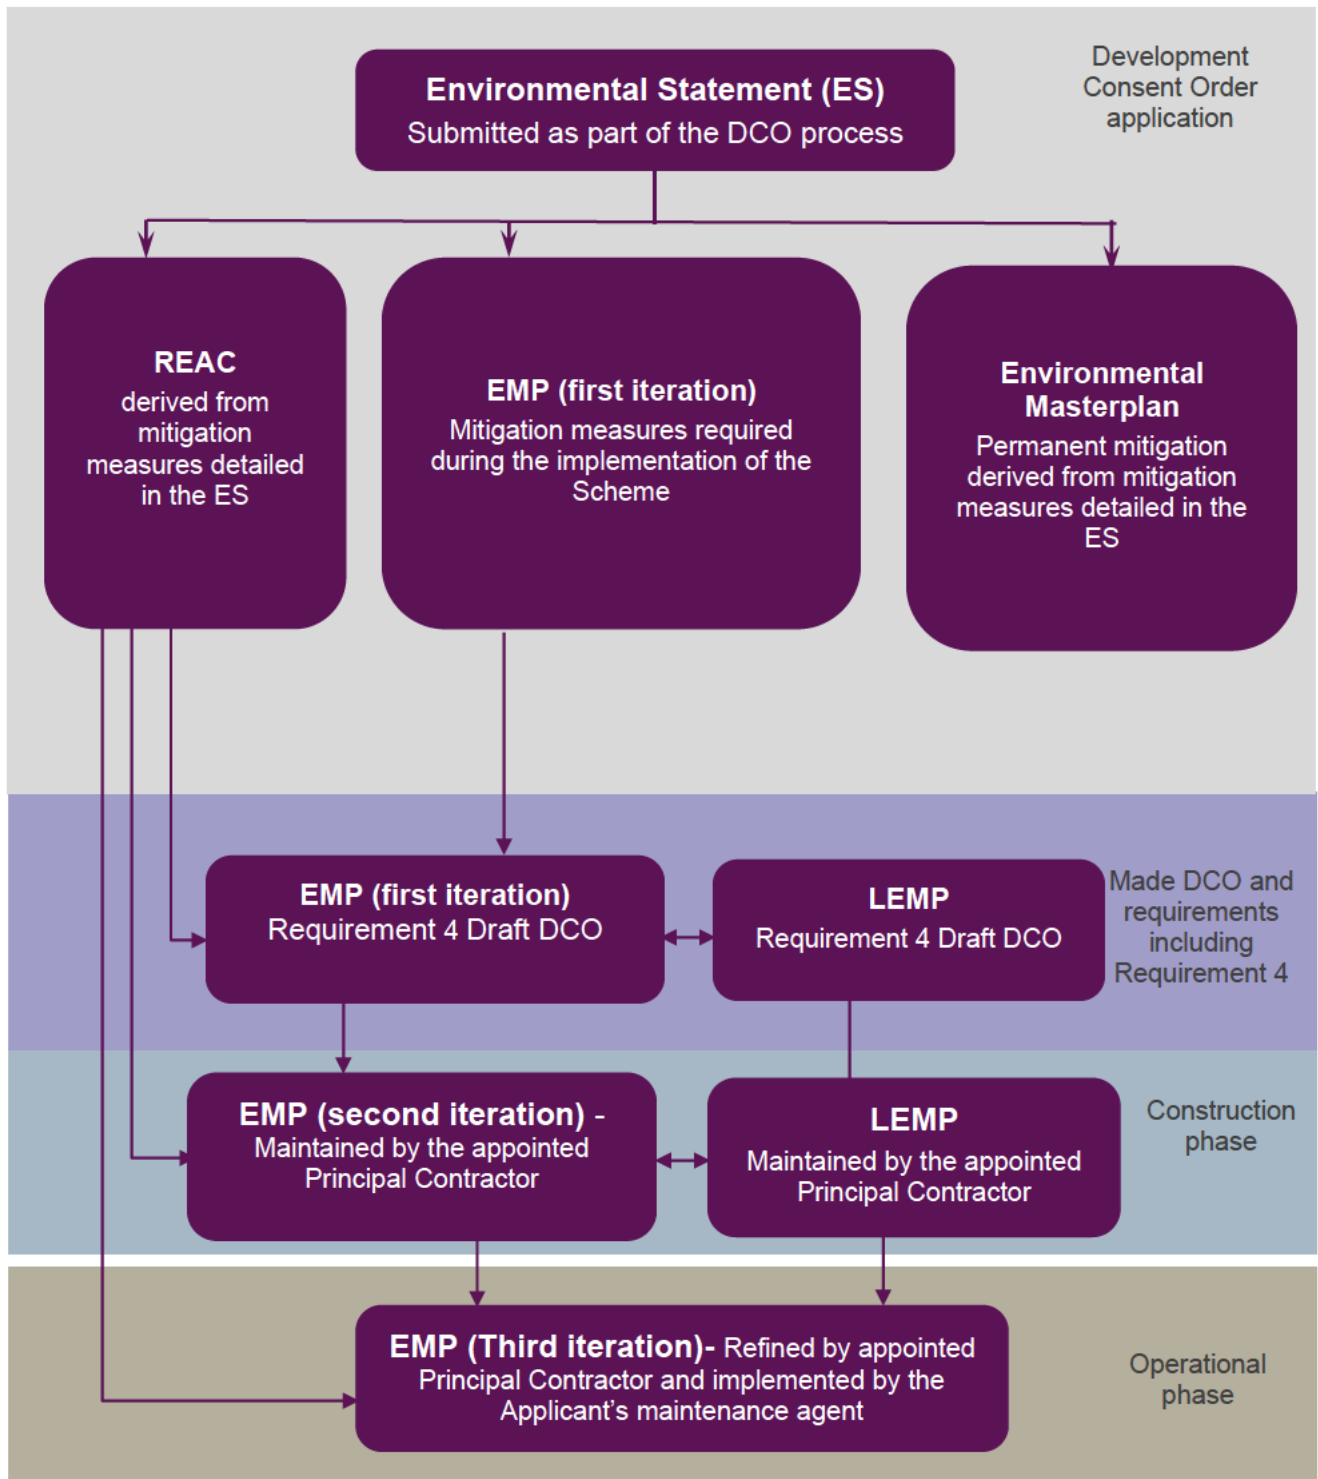 Environmental Statement (ES)
Submitted as part of the DCO process
Development
Consent Order
application
REAC
derived from
mitigation
measures detailed
in the ES
EMP (first iteration)
Mitigation measures required
during the implementation of the
Scheme
Environmental
Masterplan
Permanent mitigation
derived from mitigation
measures detailed in the
ES
EMP (first iteration)
Requirement 4 Draft DCO
LEMP
Requirement 4 Draft DCO
Made DCO and
requirements
including
Requirement 4
EMP (second iteration) -
Maintained by the appointed
Principal Contractor
LEMP
Maintained by the appointed
Principal Contractor
Construction
phase
EMP (Third iteration)- Refined by appointed
Principal Contractor and implemented by the
Applicant's maintenance agent
Operational
phase